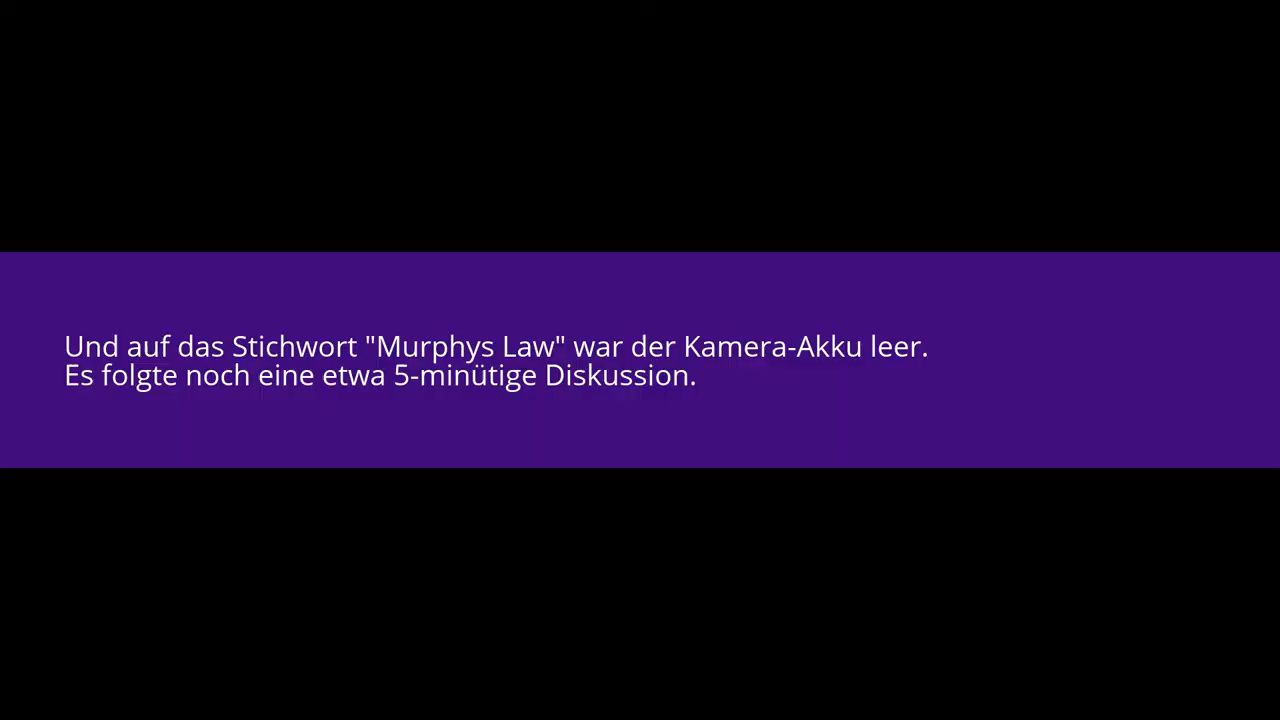 Und auf das Stichwort "Murphys Law" war der Kamera-Akku leer.
Es folgte noch eine etwa 5-minütige Diskussion.